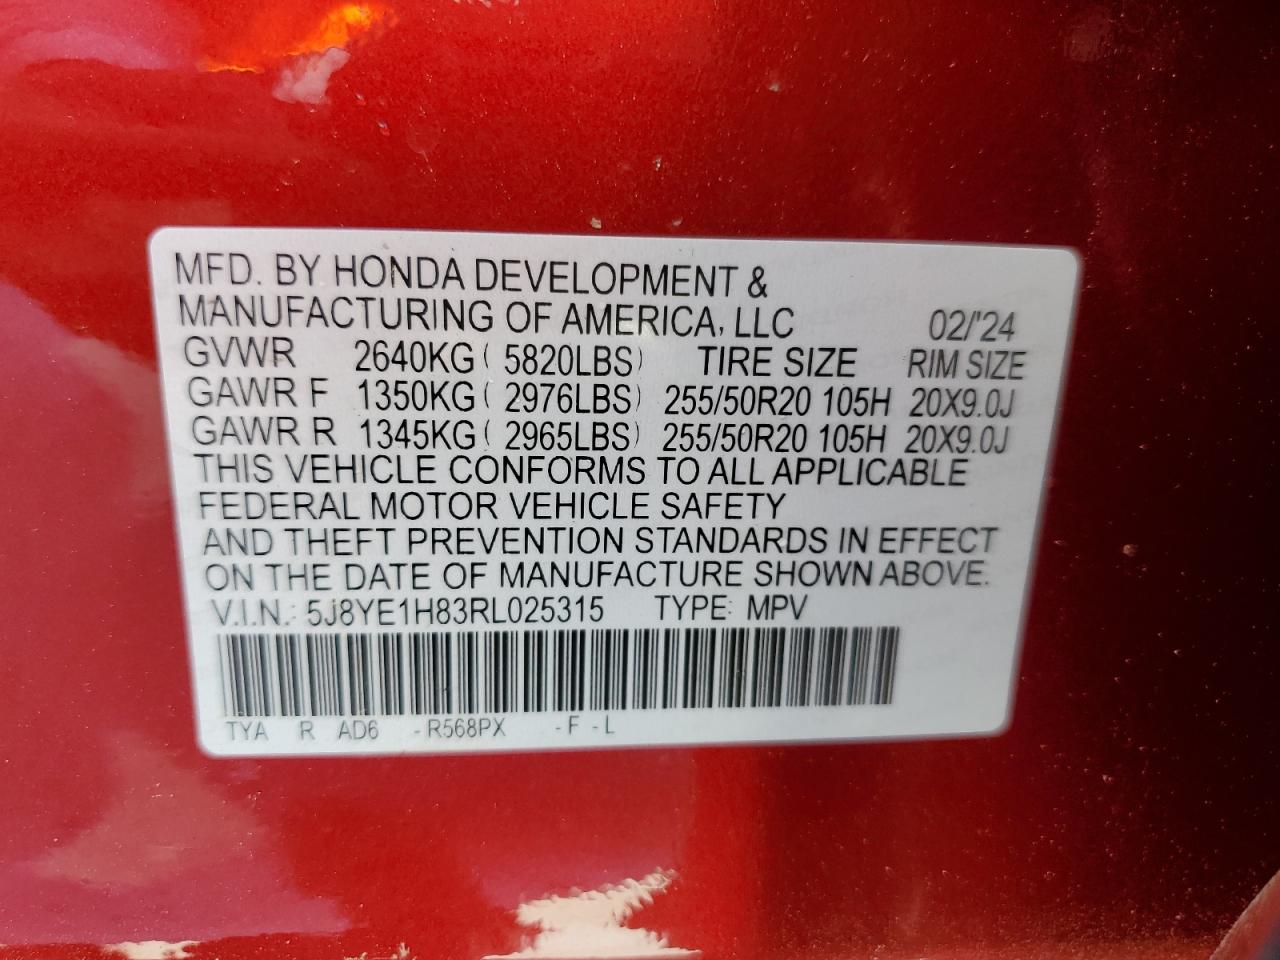 MFD. BY HONDA DEVELOPMENT &
MANUFACTURING OF AMERICA, LLC 02/'24
GVWR 2640KG ( 5820LBS) TIRE SIZE RIM SIZE
GAWR F 1350KG ( 2976LBS) 255/50R20 105H 20X9.0J
GAWR R 1345KG ( 2965LBS) 255/50R20 105H 20X9.0J
THIS VEHICLE CONFORMS TO ALL APPLICABLE
FEDERAL MOTOR VEHICLE SAFETY
AND THEFT PREVENTION STANDARDS IN EFFECT
ON THE DATE OF MANUFACTURE SHOWN ABOVE.
V.I.N.: 5J8YE1H83RL025315 TYPE: MPV
TYA R AD6 -R568PX -F -L